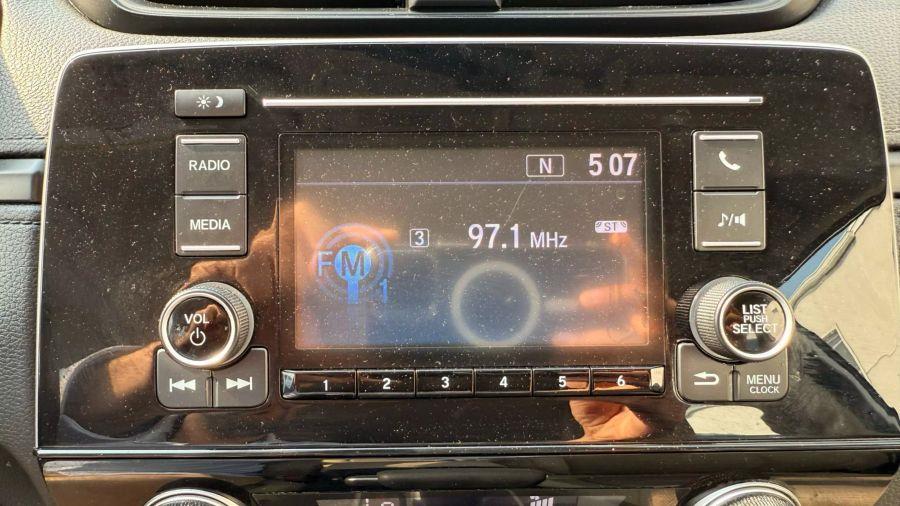 RADIO
MEDIA
N 5 07
3 97.1 MHz ST
FM 1
VOL
LIST
PUSH
SELECT
1 2 3 4 5 6
MENU
CLOCK